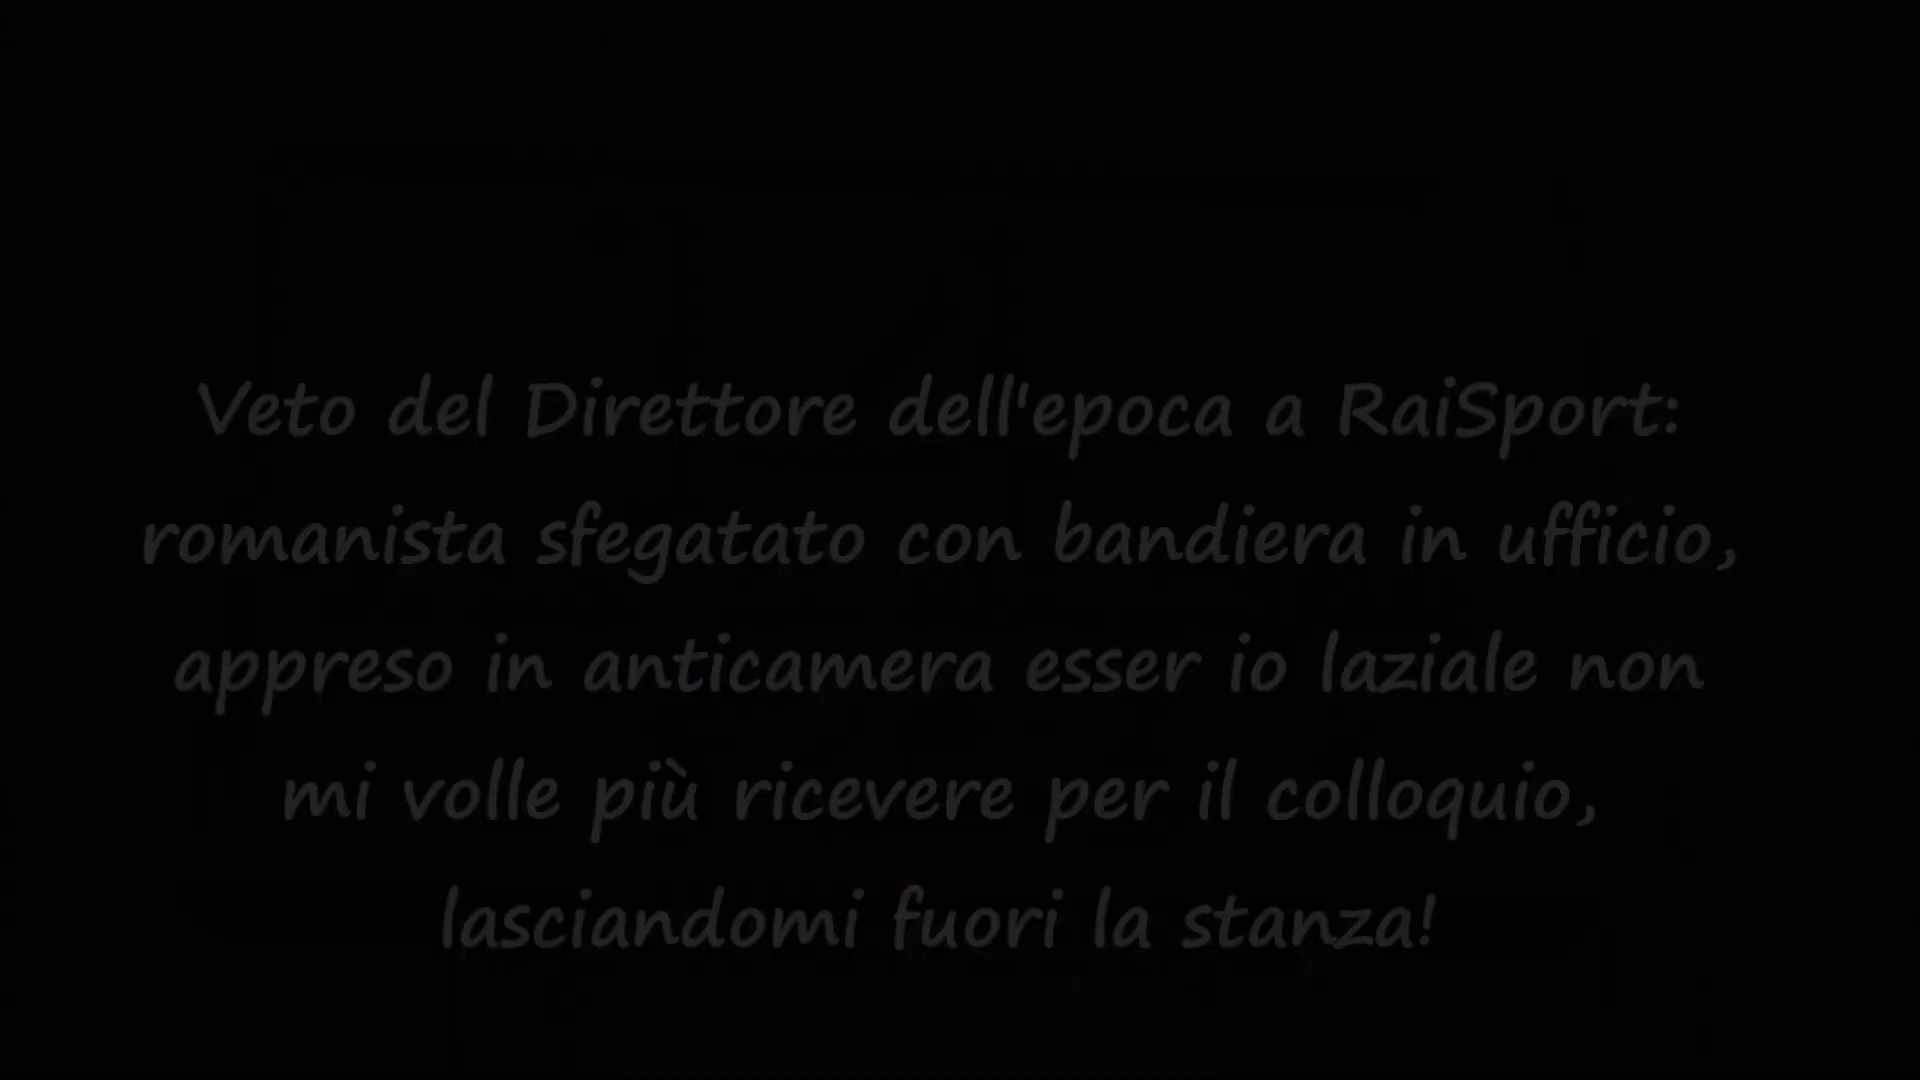 Veto del Direttore dell'epoca a RaiSport:
romanista sfegatato con bandiera in ufficio,
appreso in anticamera esser io laziale non
mi volle più ricevere per il colloquio,
lasciandomi fuori la stanza!